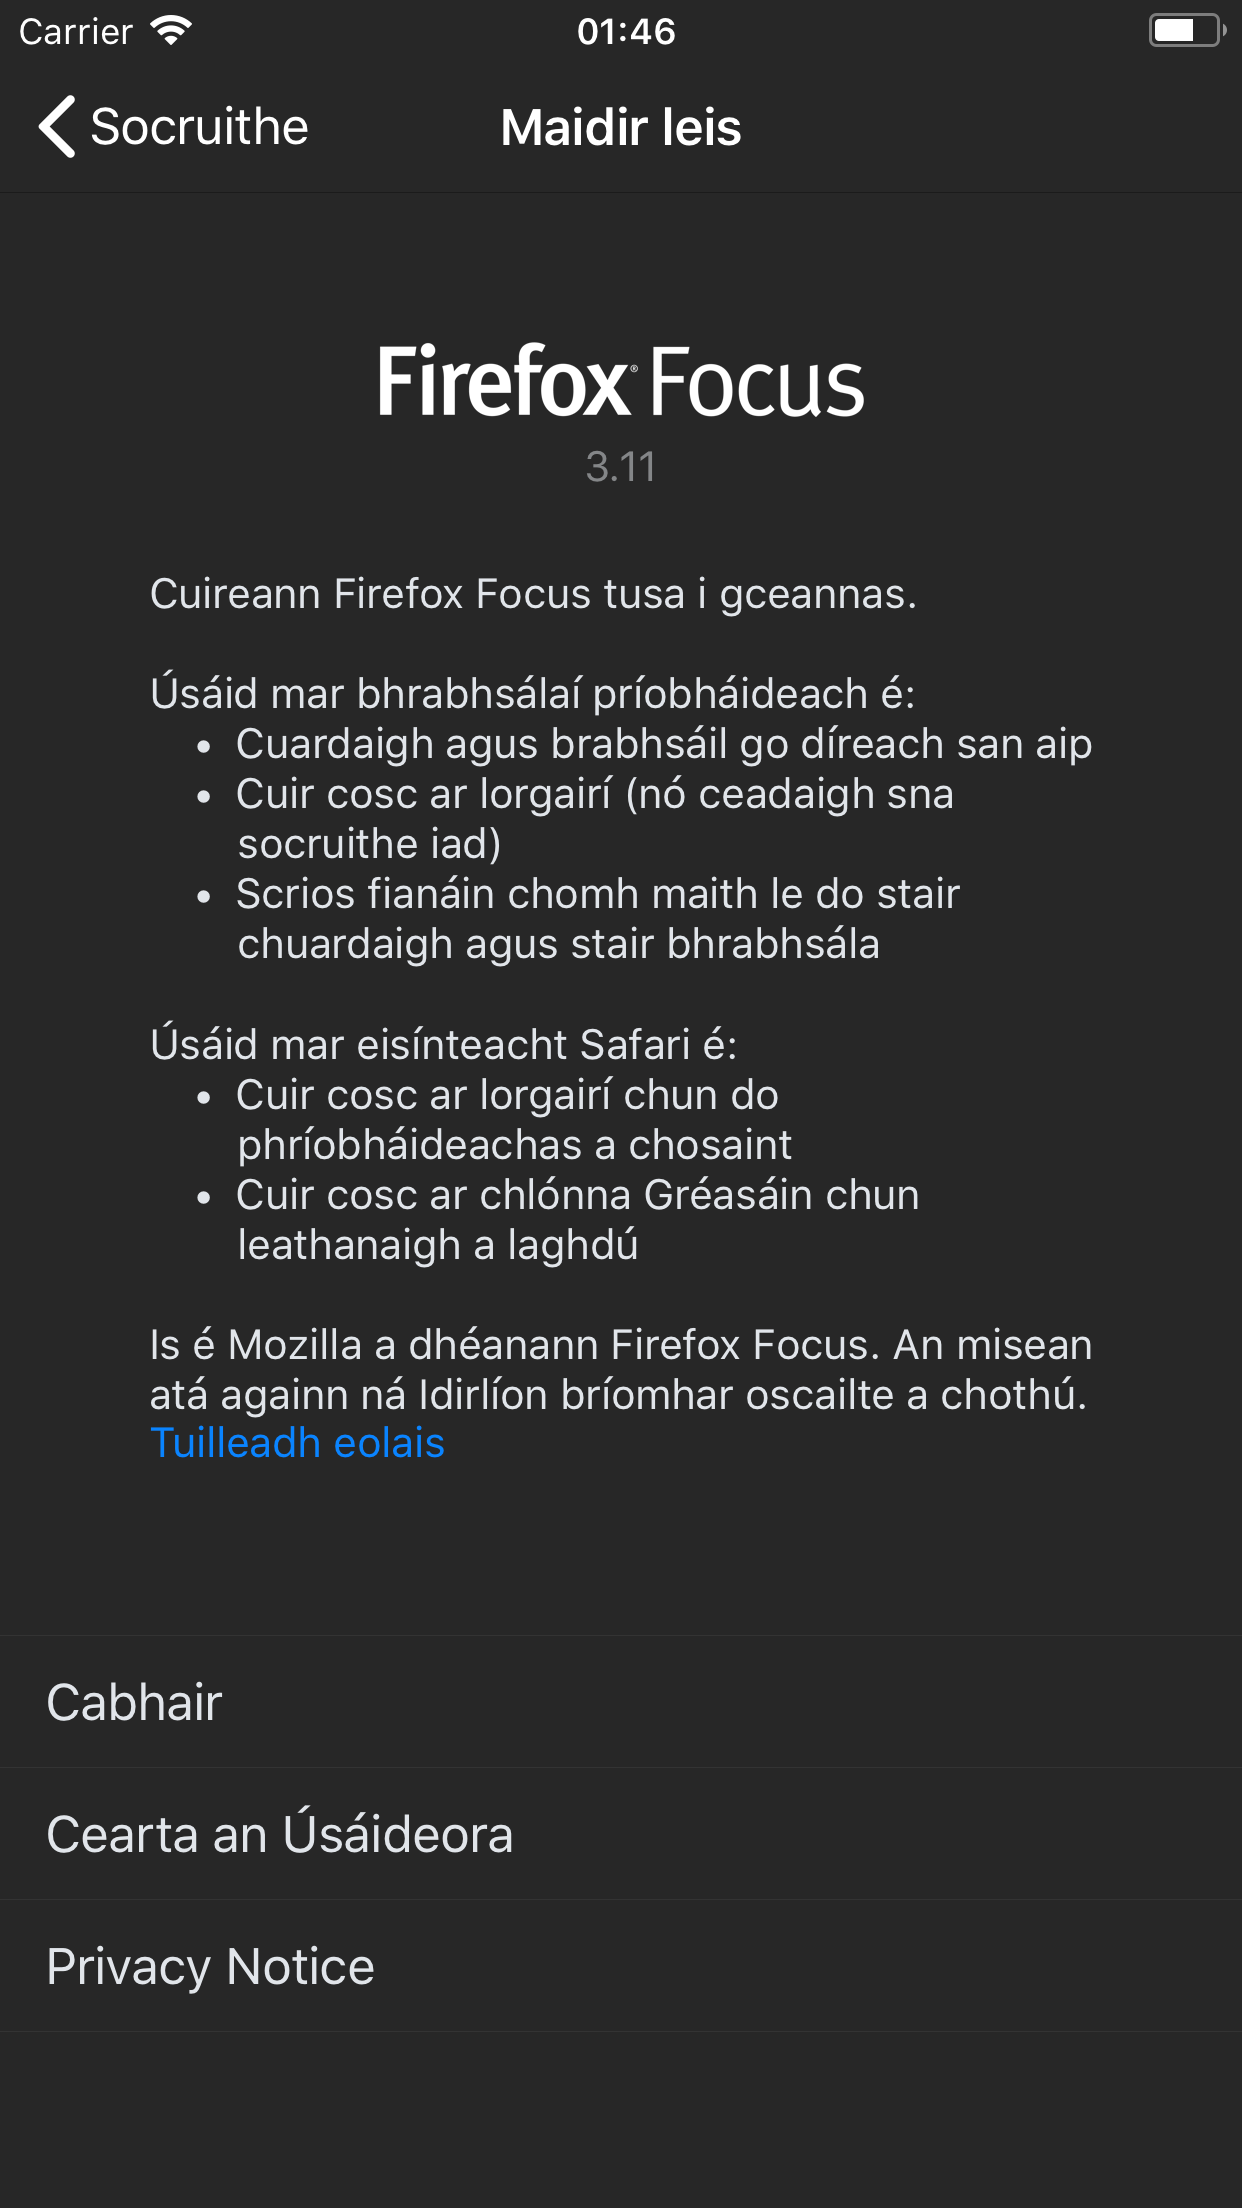 Carrier
01:46
Socruithe
Maidir leis
Firefox® Focus
3.11
Cuireann Firefox Focus tusa i gceannas.
Úsáid mar bhrabhsálaí príobháideach é:
• Cuardaigh agus brabhsáil go díreach san aip
• Cuir cosc ar lorgairí (nó ceadaigh sna
socruithe iad)
• Scrios fianáin chomh maith le do stair
chuardaigh agus stair bhrabhsála
Úsáid mar eisínteacht Safari é:
• Cuir cosc ar lorgairí chun do
phríobháideachas a chosaint
• Cuir cosc ar chlónna Gréasáin chun
leathanaigh a laghdú
Is é Mozilla a dhéanann Firefox Focus. An misean
atá againn ná Idirlíon bríomhar oscailte a chothú.
Tuilleadh eolais
Cabhair
Cearta an Úsáideora
Privacy Notice